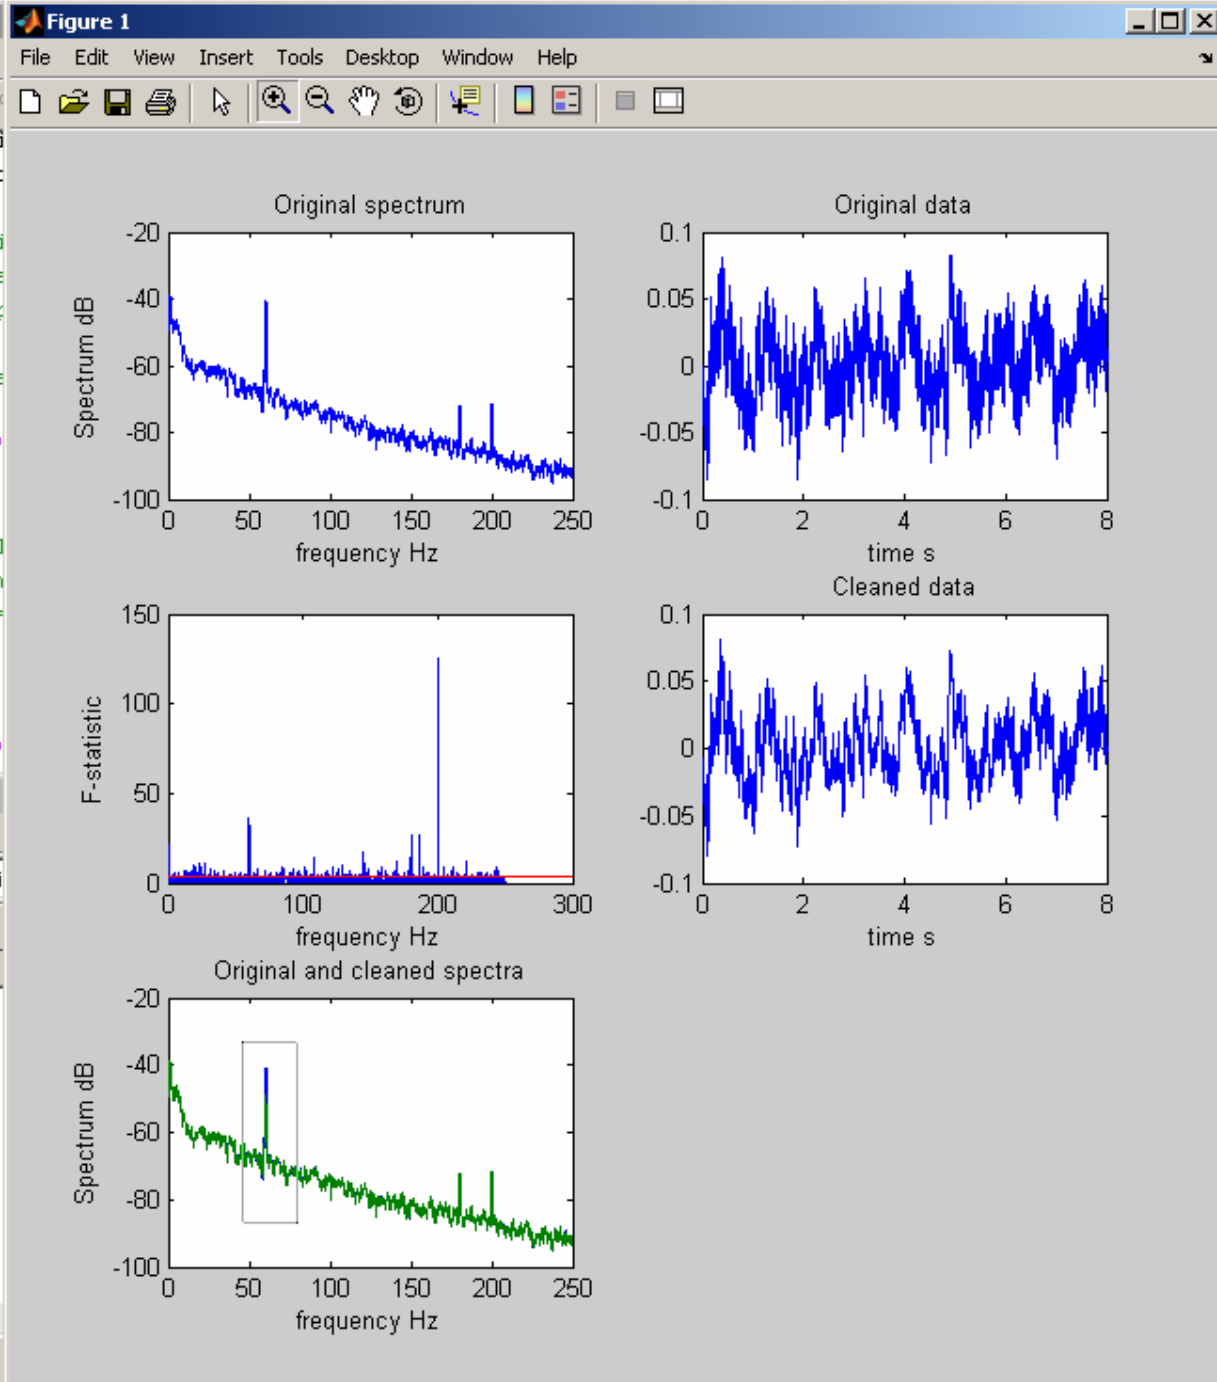 Figure 1
File Edit View Insert Tools Desktop Window Help
Original spectrum
Spectrum dB
-20
-40
-60
-80
-100
0 50 100 150 200 250
frequency Hz
Original data
0.1
0.05
0
-0.05
-0.1
0 2 4 6 8
time s
F-statistic
150
100
50
0
0 100 200 300
frequency Hz
Cleaned data
0.1
0.05
0
-0.05
-0.1
0 2 4 6 8
time s
Original and cleaned spectra
Spectrum dB
-20
-40
-60
-80
-100
0 50 100 150 200 250
frequency Hz